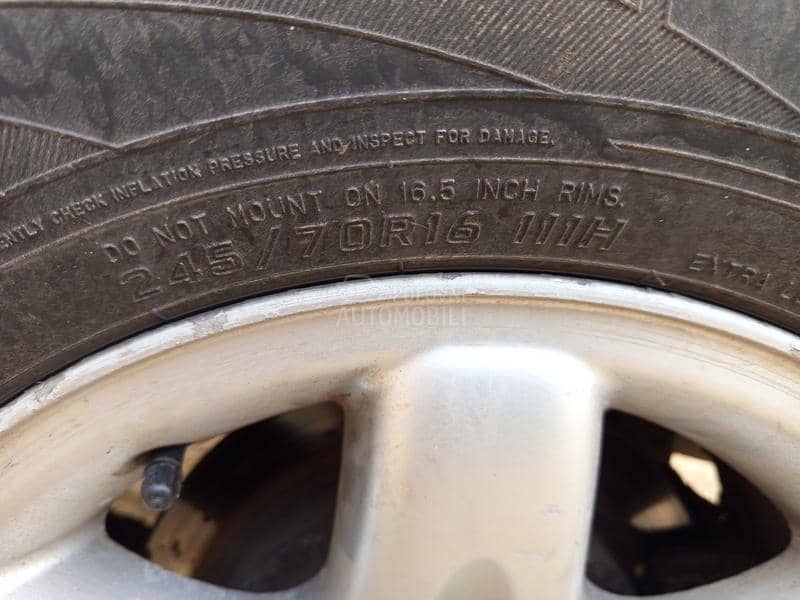 CHECK INFLATION PRESSURE AND INSPECT FOR DAMAGE.
DO NOT MOUNT ON 16.5 INCH RIMS.
245/70R16 111H
EXTRA
AUTOMOBILI